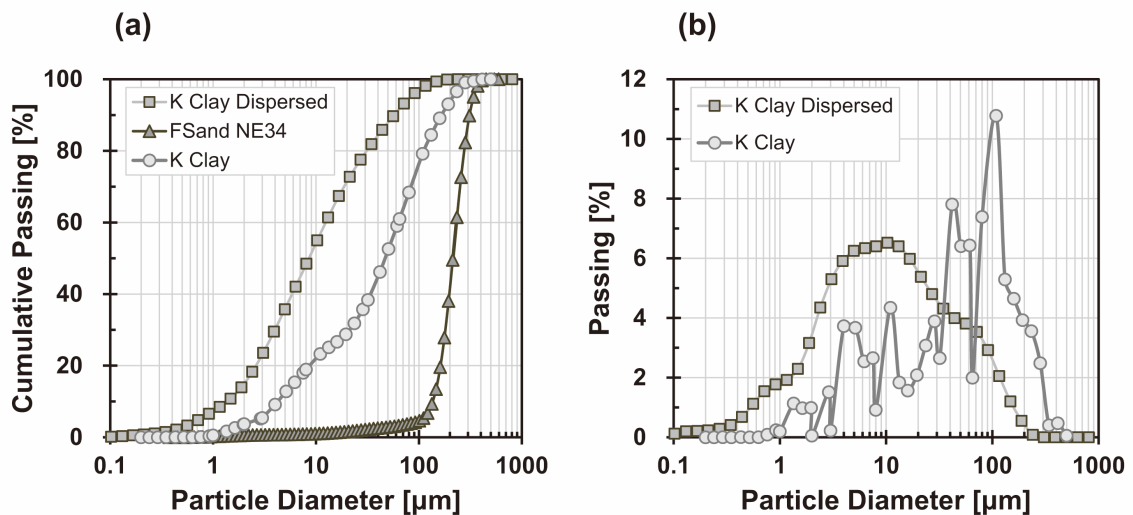 (a)
Cumulative Passing [%]
100
80
60
40
20
0
K Clay Dispersed
FSand NE34
K Clay
0.1 1 10 100 1000
Particle Diameter [µm]
(b)
Passing [%]
12
10
8
6
4
2
0
K Clay Dispersed
K Clay
0.1 1 10 100 1000
Particle Diameter [µm]